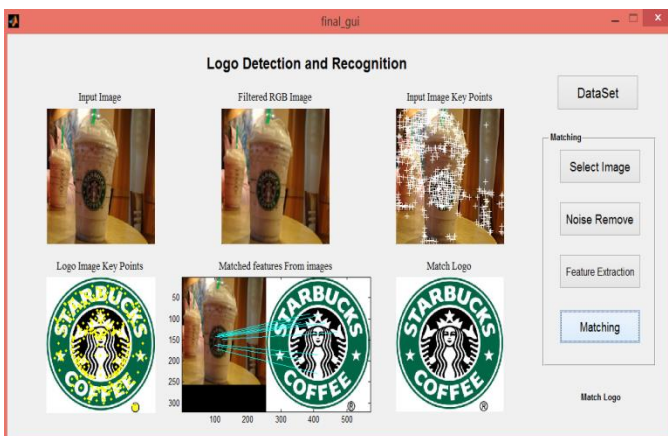 final_gui
Logo Detection and Recognition
Input Image
Filtered RGB Image
Input Image Key Points
Logo Image Key Points
STARBUCKS
COFFEE
®
Matched features From images
50
100
150
200
250
300
100
200
300
400
500
STARBUCKS
COFFEE
®
Match Logo
STARBUCKS
COFFEE
®
DataSet
Matching
Select Image
Noise Remove
Feature Extraction
Matching
Match Logo